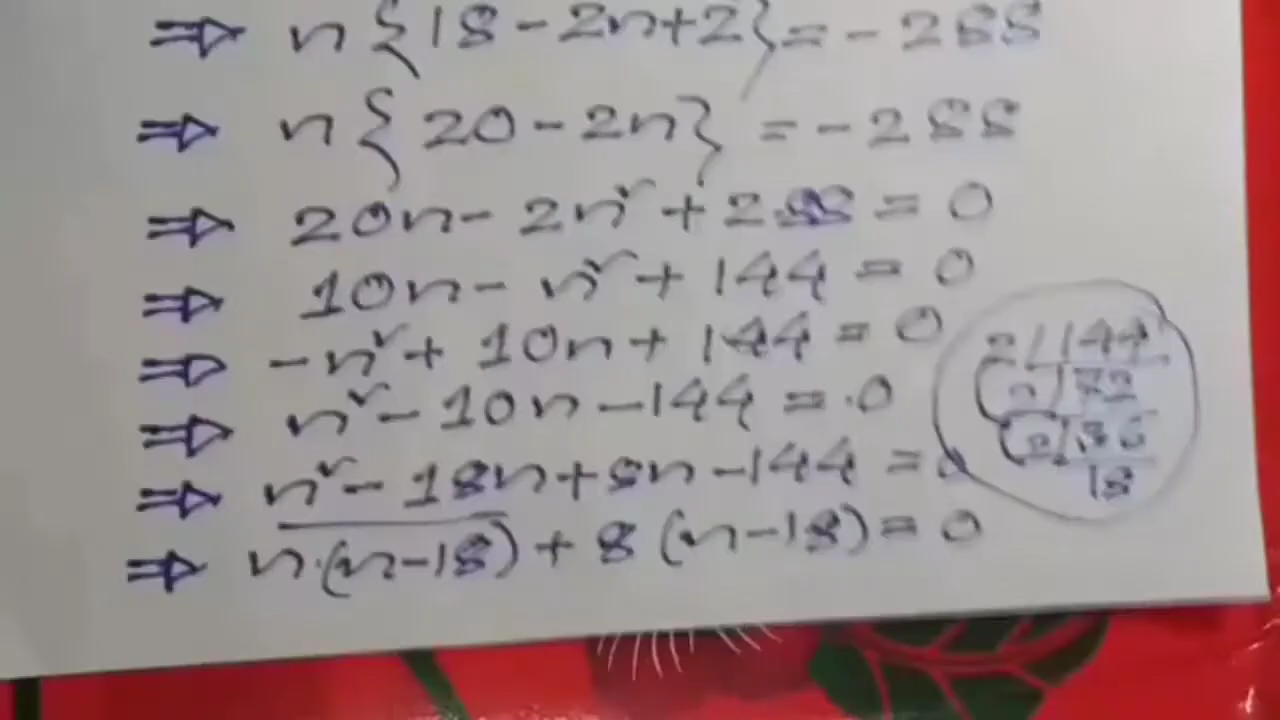 ⇒ n{18-2n+2}=-288
⇒ n{20-2n} =-288
⇒ 20n-2n²+288=0
⇒ 10n-n²+144=0
⇒ -n²+10n+144=0
⇒ n²-10n-144=0
⇒ n²-18n+8n-144=0
⇒ n.(n-18)+8(n-18)=0
2|144
2|72
2|36
18